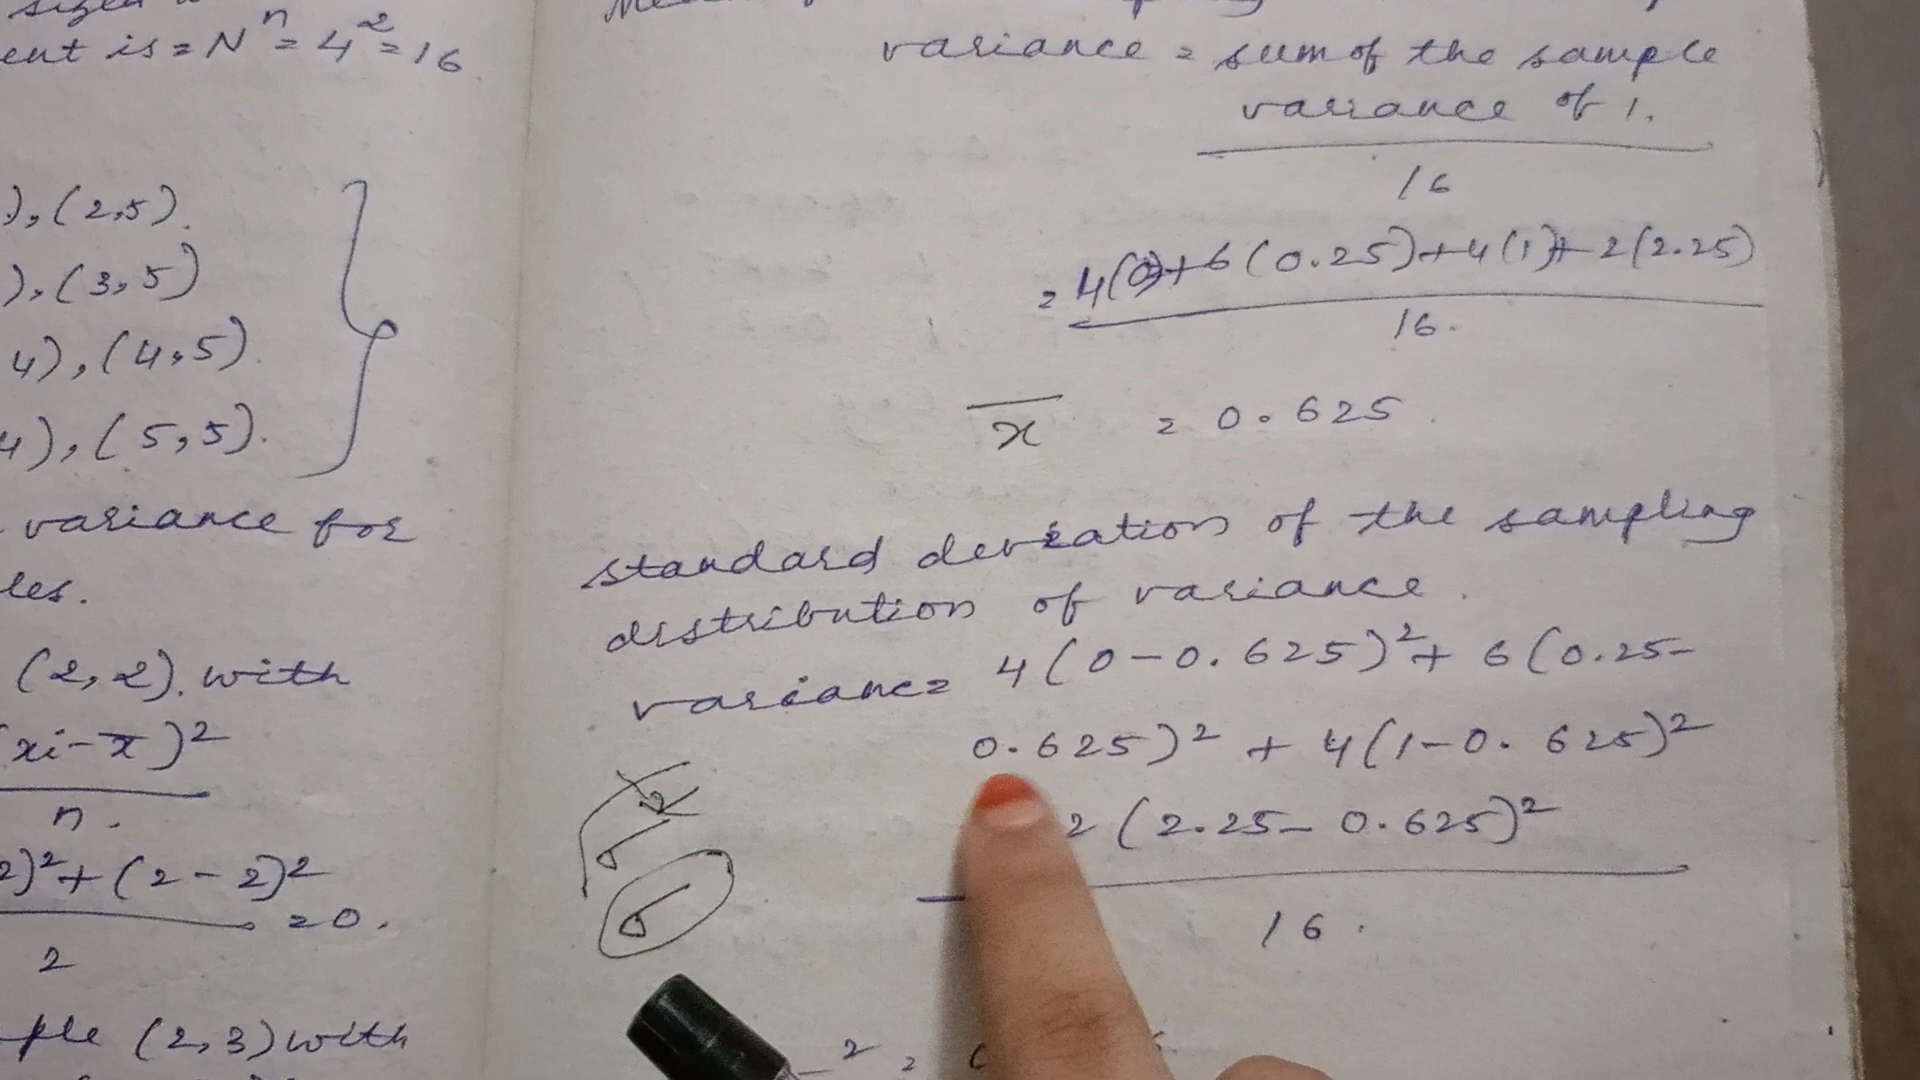 ent is = N^n = 4^2 = 16
), (2,5).
), (3,5)
4), (4,5).
4), (5,5).
variance for
les.
(2,2). with
xi - x̄)²
n.
2)² + (2 - 2)²
= 0.
2
ple (2,3) with
variance = sum of the sample
variance of 1.
16
= 4(0) + 6(0.25) + 4(1) + 2(2.25)
16.
x̄ = 0.625.
standard deviation of the sampling
distribution of variance.
variance = 4(0 - 0.625)² + 6(0.25 -
0.625)² + 4(1 - 0.625)²
2(2.25 - 0.625)²
σ
σ
16.